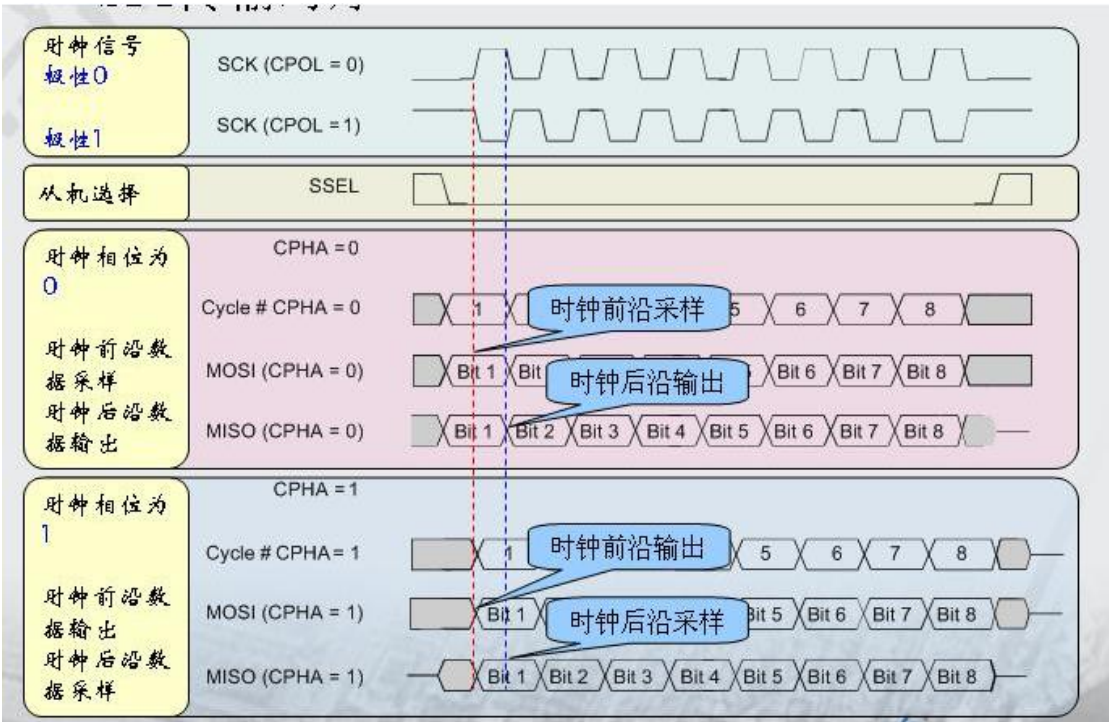 时钟信号
极性0
SCK (CPOL = 0)
极性1
SCK (CPOL = 1)
从机选择
SSEL
时钟相位为
0
时钟前沿数
据采样
时钟后沿数
据输出
CPHA = 0
Cycle # CPHA = 0
1
时钟前沿采样
5 6 7 8
MOSI (CPHA = 0)
Bit 1 Bit
时钟后沿输出
Bit 6 Bit 7 Bit 8
MISO (CPHA = 0)
Bit 1 Bit 2 Bit 3 Bit 4 Bit 5 Bit 6 Bit 7 Bit 8
时钟相位为
1
时钟前沿数
据输出
时钟后沿数
据采样
CPHA = 1
Cycle # CPHA = 1
1
时钟前沿输出
5 6 7 8
MOSI (CPHA = 1)
Bit 1
时钟后沿采样
Bit 5 Bit 6 Bit 7 Bit 8
MISO (CPHA = 1)
Bit 1 Bit 2 Bit 3 Bit 4 Bit 5 Bit 6 Bit 7 Bit 8